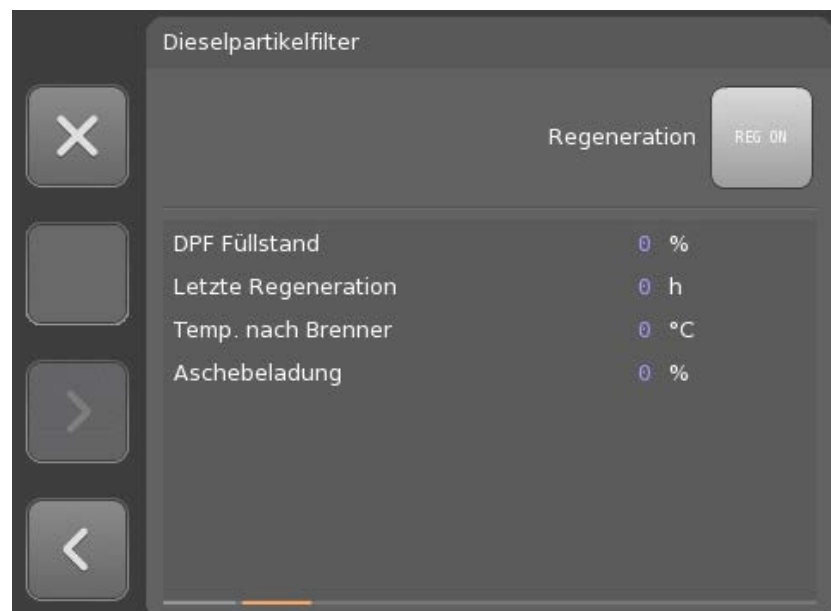 Dieselpartikelfilter
Regeneration REG ON
DPF Füllstand 0 %
Letzte Regeneration 0 h
Temp. nach Brenner 0 °C
Aschebeladung 0 %